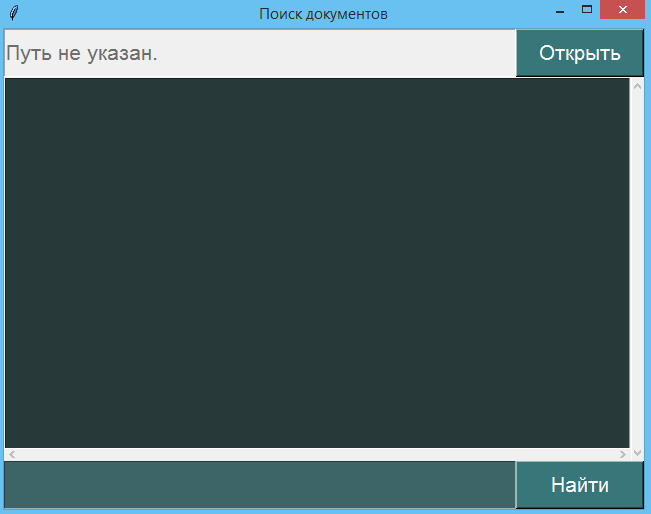 Поиск документов
Путь не указан.
Открыть
Найти